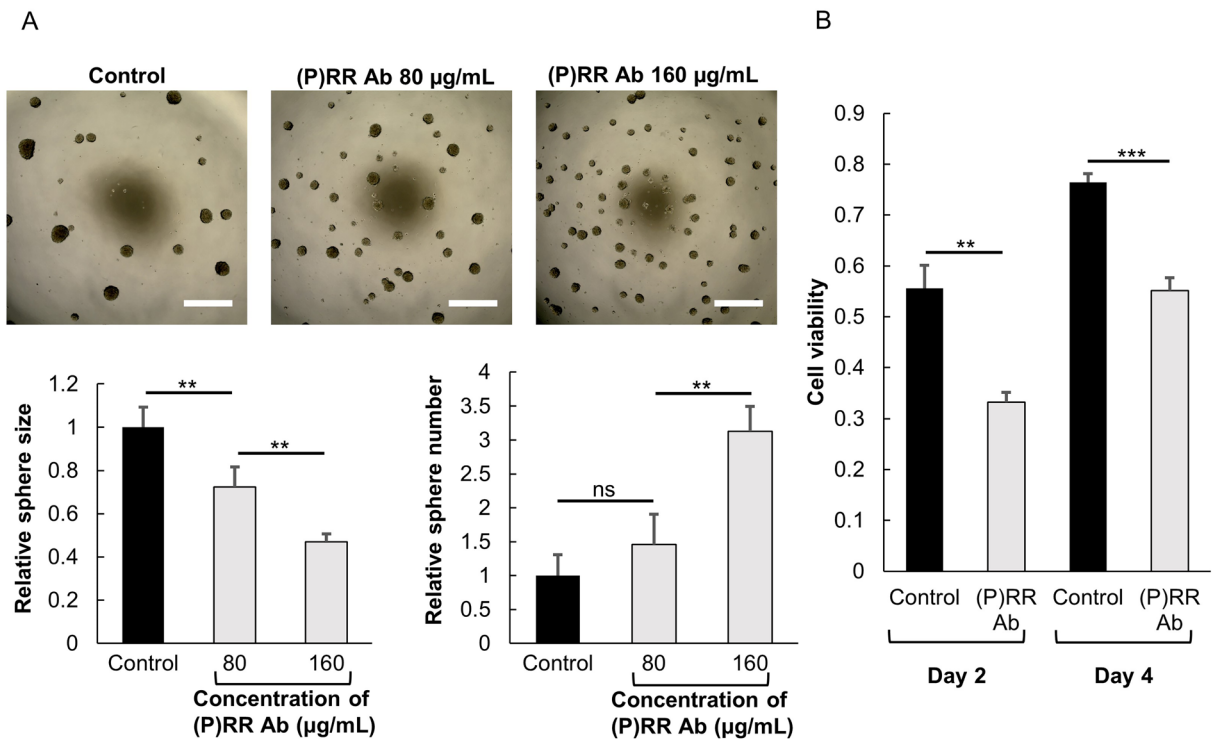 A
Control
(P)RR Ab 80 µg/mL
(P)RR Ab 160 µg/mL
Relative sphere size
1.2
1
0.8
0.6
0.4
0.2
0
**
**
Control
80
160
Concentration of
(P)RR Ab (µg/mL)
Relative sphere number
4
3.5
3
2.5
2
1.5
1
0.5
0
ns
**
Control
80
160
Concentration of
(P)RR Ab (µg/mL)
B
Cell viability
0.9
0.8
0.7
0.6
0.5
0.4
0.3
0.2
0.1
0
**
***
Control
(P)RR
Ab
Control
(P)RR
Ab
Day 2
Day 4